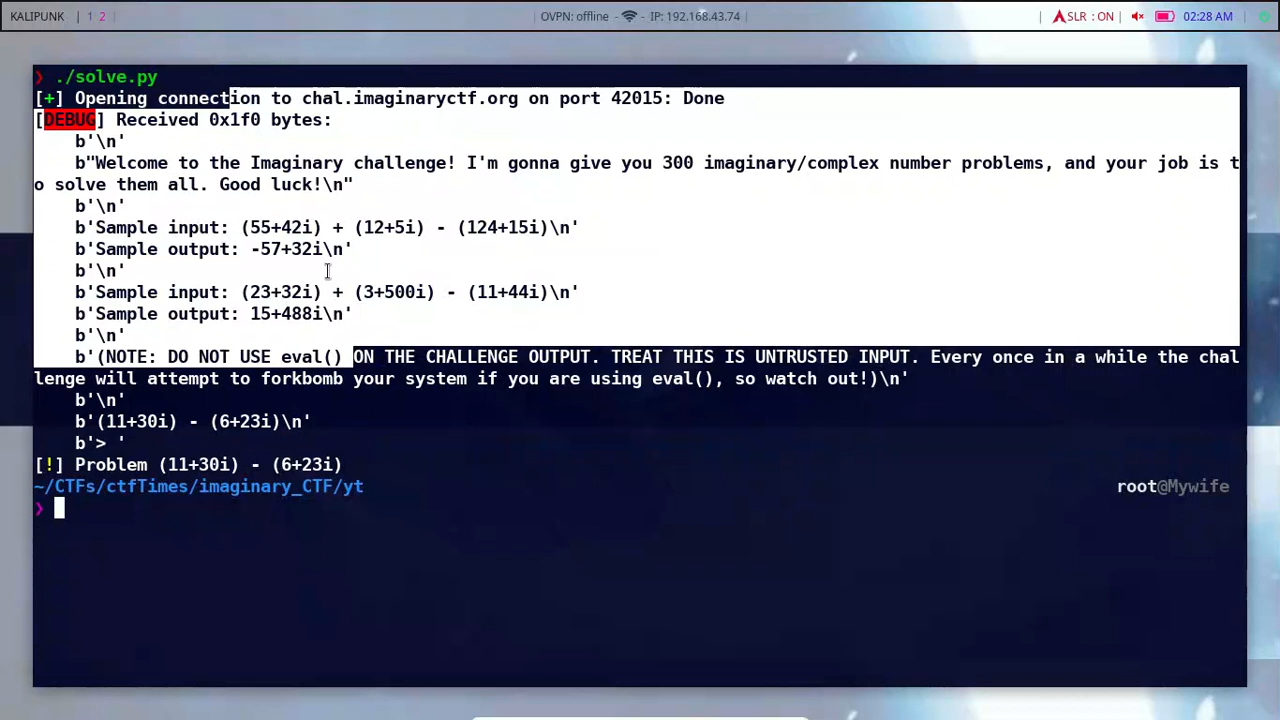 KALIPUNK | 1 2 | OVPN: offline - - IP: 192.168.43.74 | | SLR : ON | 02:28 AM
❯ ./solve.py
[+] Opening connection to chal.imaginaryctf.org on port 42015: Done
[DEBUG] Received 0x1f0 bytes:
b'\n'
b"Welcome to the Imaginary challenge! I'm gonna give you 300 imaginary/complex number problems, and your job is t
o solve them all. Good luck!\n"
b'\n'
b'Sample input: (55+42i) + (12+5i) - (124+15i)\n'
b'Sample output: -57+32i\n'
b'\n'
b'Sample input: (23+32i) + (3+500i) - (11+44i)\n'
b'Sample output: 15+488i\n'
b'\n'
b'(NOTE: DO NOT USE eval() ON THE CHALLENGE OUTPUT. TREAT THIS IS UNTRUSTED INPUT. Every once in a while the chal
lenge will attempt to forkbomb your system if you are using eval(), so watch out!)\n'
b'\n'
b'(11+30i) - (6+23i)\n'
b'> '
[!] Problem (11+30i) - (6+23i)
~/CTFs/ctfTimes/imaginary_CTF/yt root@Mywife
❯